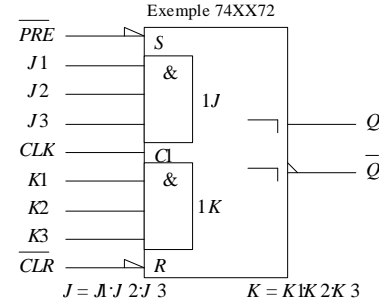 Exemple 74XX72
PRE
S
J1
&
J2
1J
J3
Q
CLK
C1
K1
&
Q
K2
1K
K3
CLR
R
J = J1·J2·J3
K = K1·K2·K3